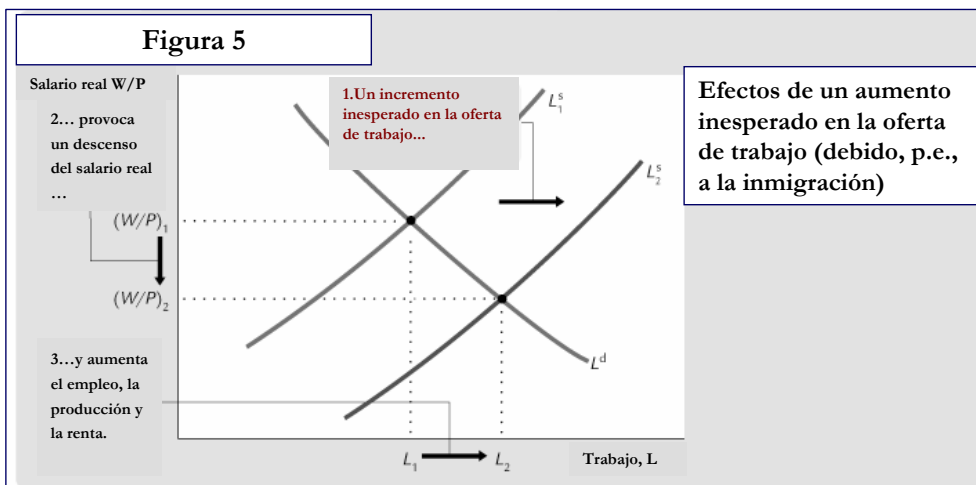 Figura 5
Salario real W/P
2… provoca
un descenso
del salario real
…
1.Un incremento
inesperado en la oferta
de trabajo...
Efectos de un aumento
inesperado en la oferta
de trabajo (debido, p.e.,
a la inmigración)
L₁ˢ
L₂ˢ
(W/P)₁
(W/P)₂
Lᵈ
3…y aumenta
el empleo, la
producción y
la renta.
L₁
L₂
Trabajo, L